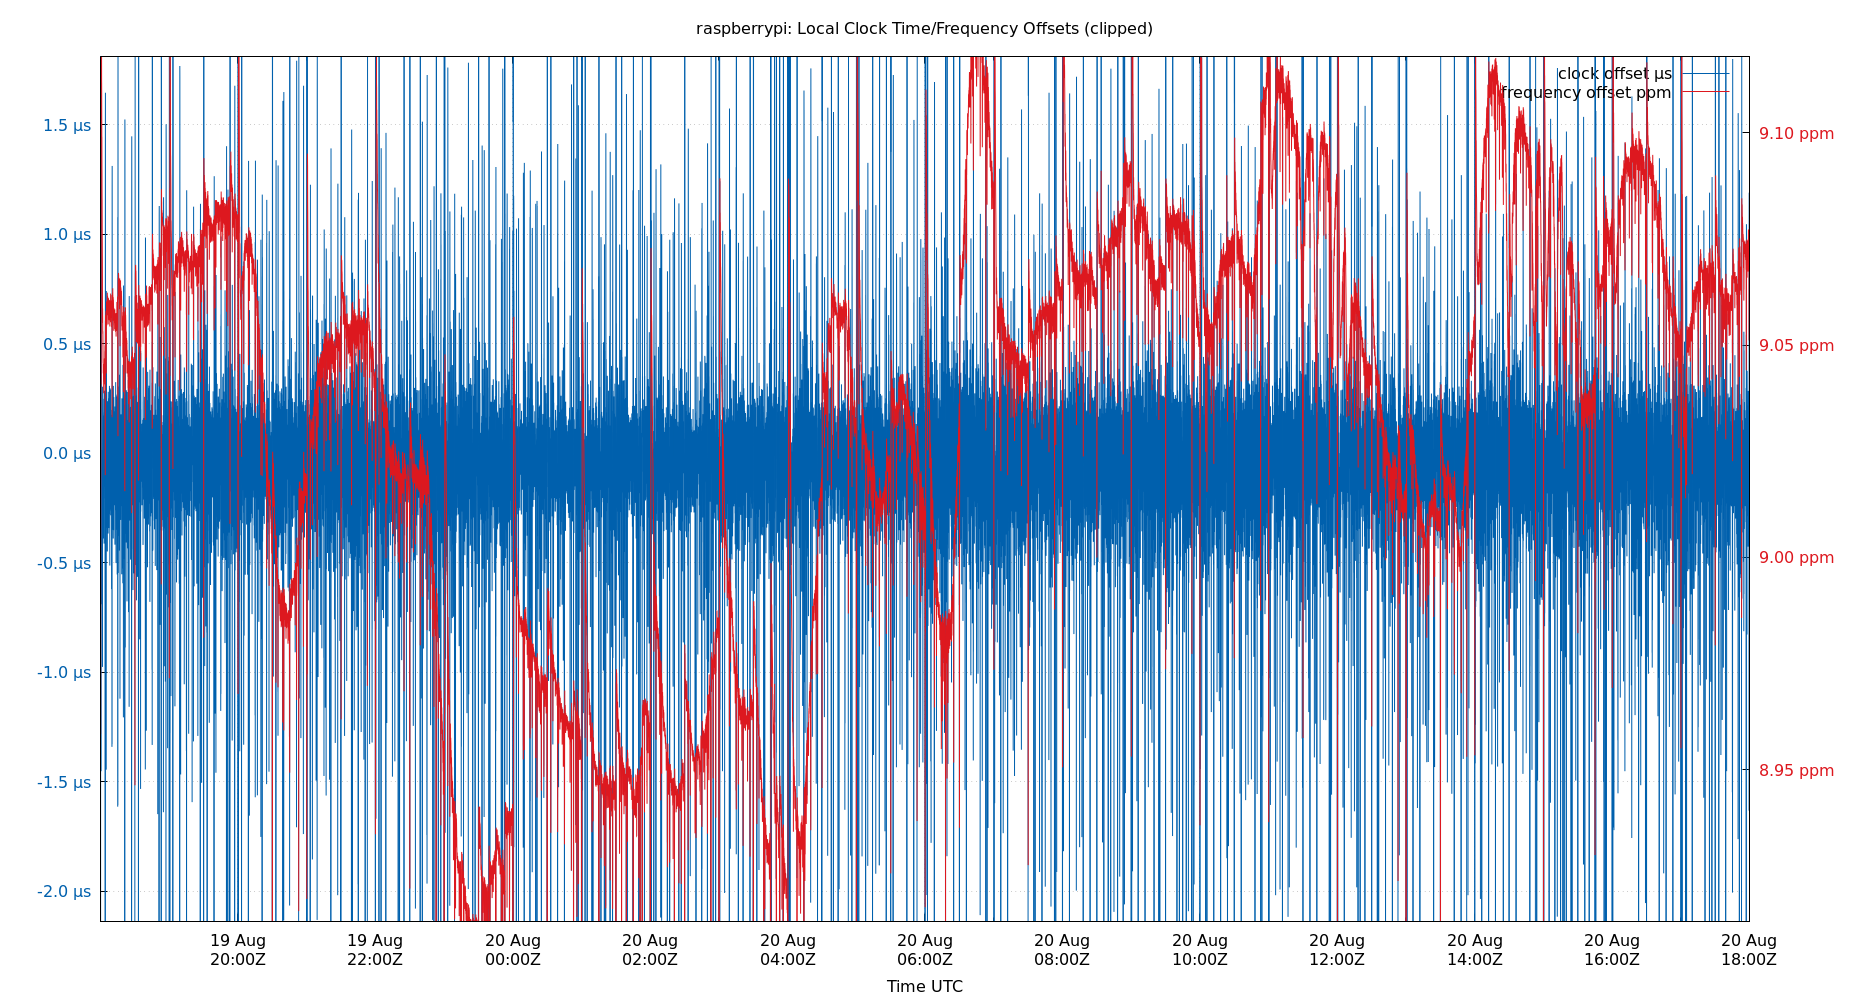 raspberrypi: Local Clock Time/Frequency Offsets (clipped)
clock offset µs
frequency offset ppm
1.5 µs
1.0 µs
0.5 µs
0.0 µs
-0.5 µs
-1.0 µs
-1.5 µs
-2.0 µs
9.10 ppm
9.05 ppm
9.00 ppm
8.95 ppm
19 Aug 19 Aug 20 Aug 20 Aug 20 Aug 20 Aug 20 Aug 20 Aug 20 Aug 20 Aug 20 Aug 20 Aug
20:00Z 22:00Z 00:00Z 02:00Z 04:00Z 06:00Z 08:00Z 10:00Z 12:00Z 14:00Z 16:00Z 18:00Z
Time UTC